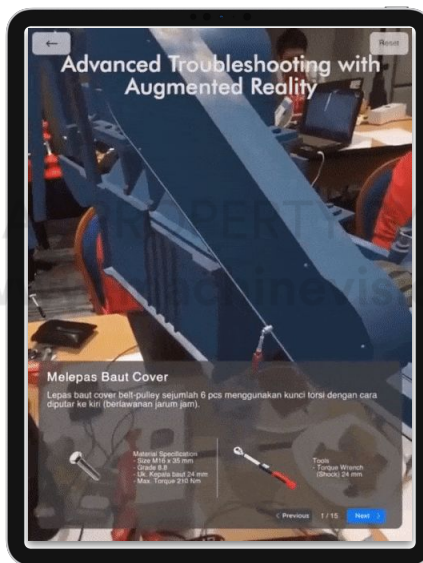 ←
Reset
Advanced Troubleshooting with
Augmented Reality
PROPERTY
machinevis
Melepas Baut Cover
Lepas baut cover belt-pulley sejumlah 6 pcs menggunakan kunci torsi dengan cara
diputar ke kiri (berlawanan jarum jam).
Material Specification
- Size M16 x 35 mm
- Grade 8.8
- Uk. Kepala baut 24 mm
- Max. Torque 210 Nm
Tools
- Torque Wrench
(Shock) 24 mm
< Previous
1 / 15
Next >